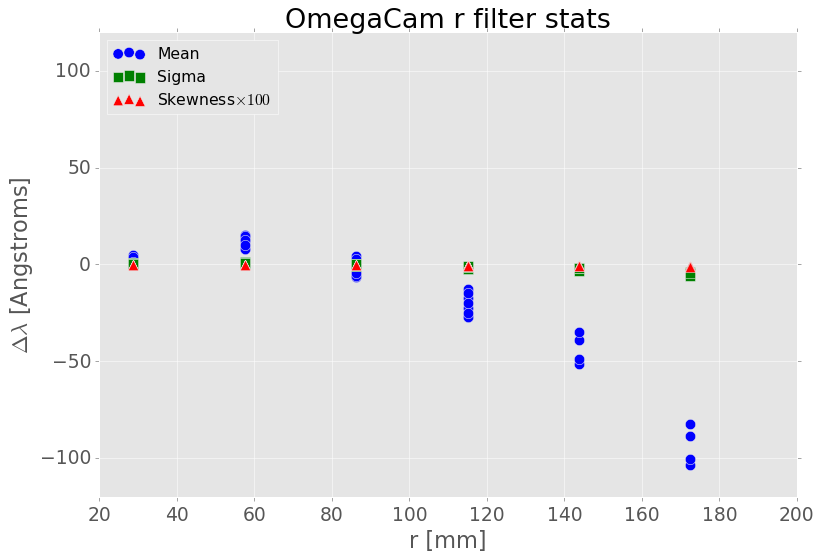 OmegaCam r filter stats
Mean
Sigma
Skewness×100
100
50
0
−50
−100
Δλ [Angstroms]
20 40 60 80 100 120 140 160 180 200
r [mm]